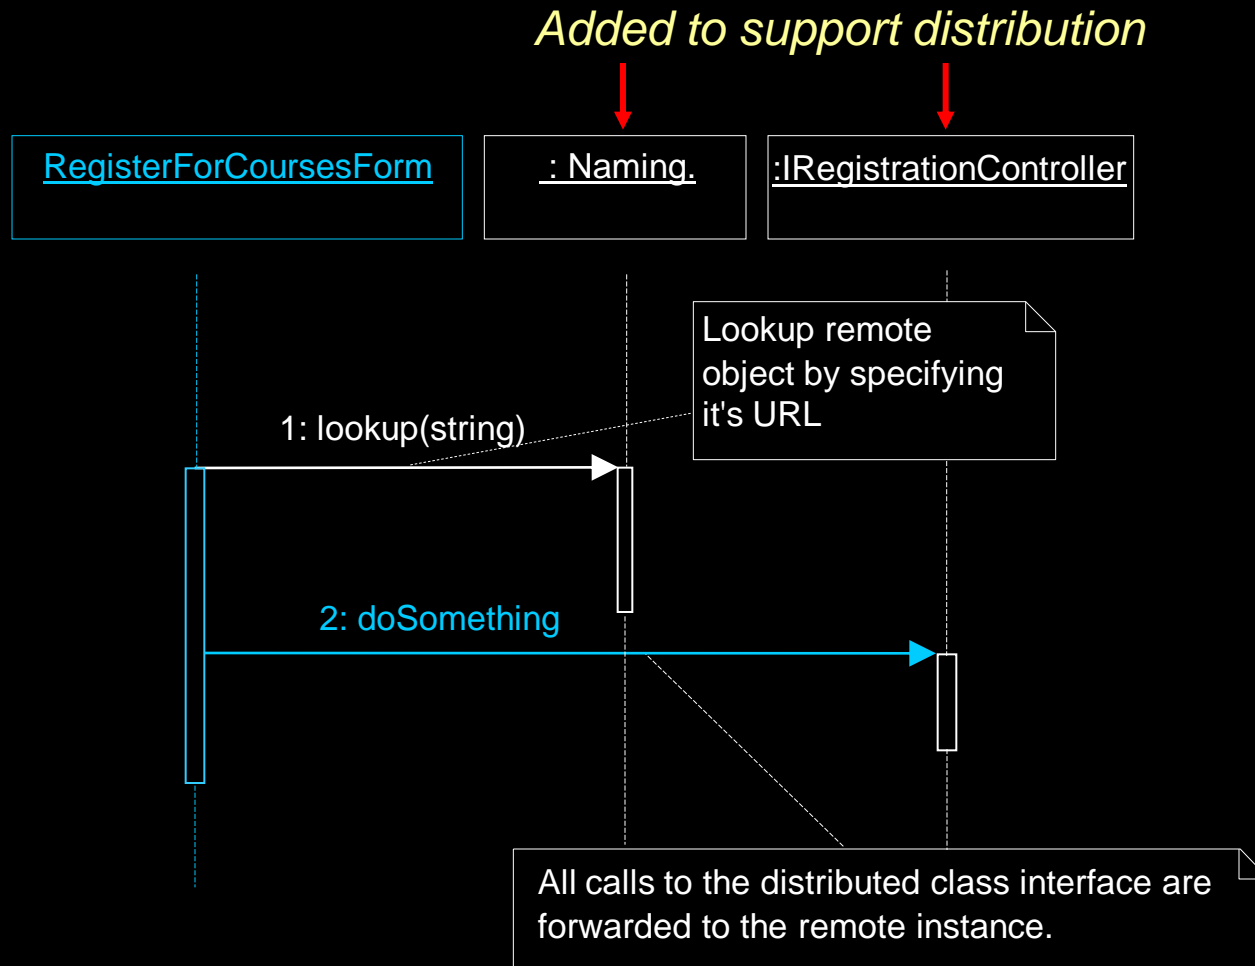 Added to support distribution
RegisterForCoursesForm
: Naming.
:IRegistrationController
Lookup remote
object by specifying
it's URL
1: lookup(string)
2: doSomething
All calls to the distributed class interface are
forwarded to the remote instance.